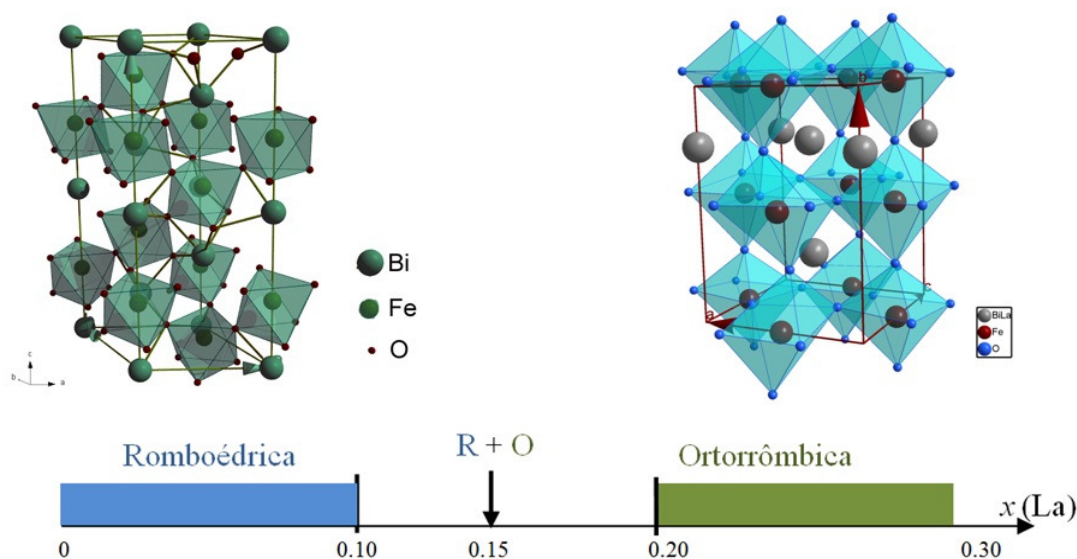 Bi
Fe
O
c
b
a
b
c
a
BiLa
Fe
O
Romboédrica
R + O
Ortorrômbica
x (La)
0
0.10
0.15
0.20
0.30